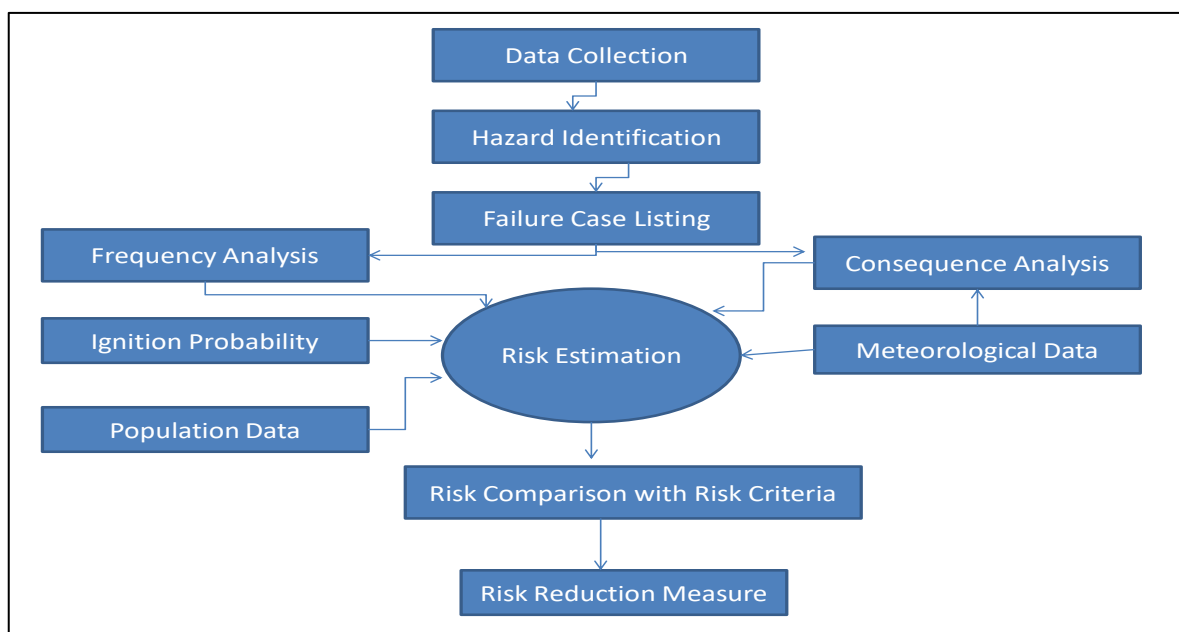 Data Collection
Hazard Identification
Failure Case Listing
Frequency Analysis
Consequence Analysis
Ignition Probability
Risk Estimation
Meteorological Data
Population Data
Risk Comparison with Risk Criteria
Risk Reduction Measure